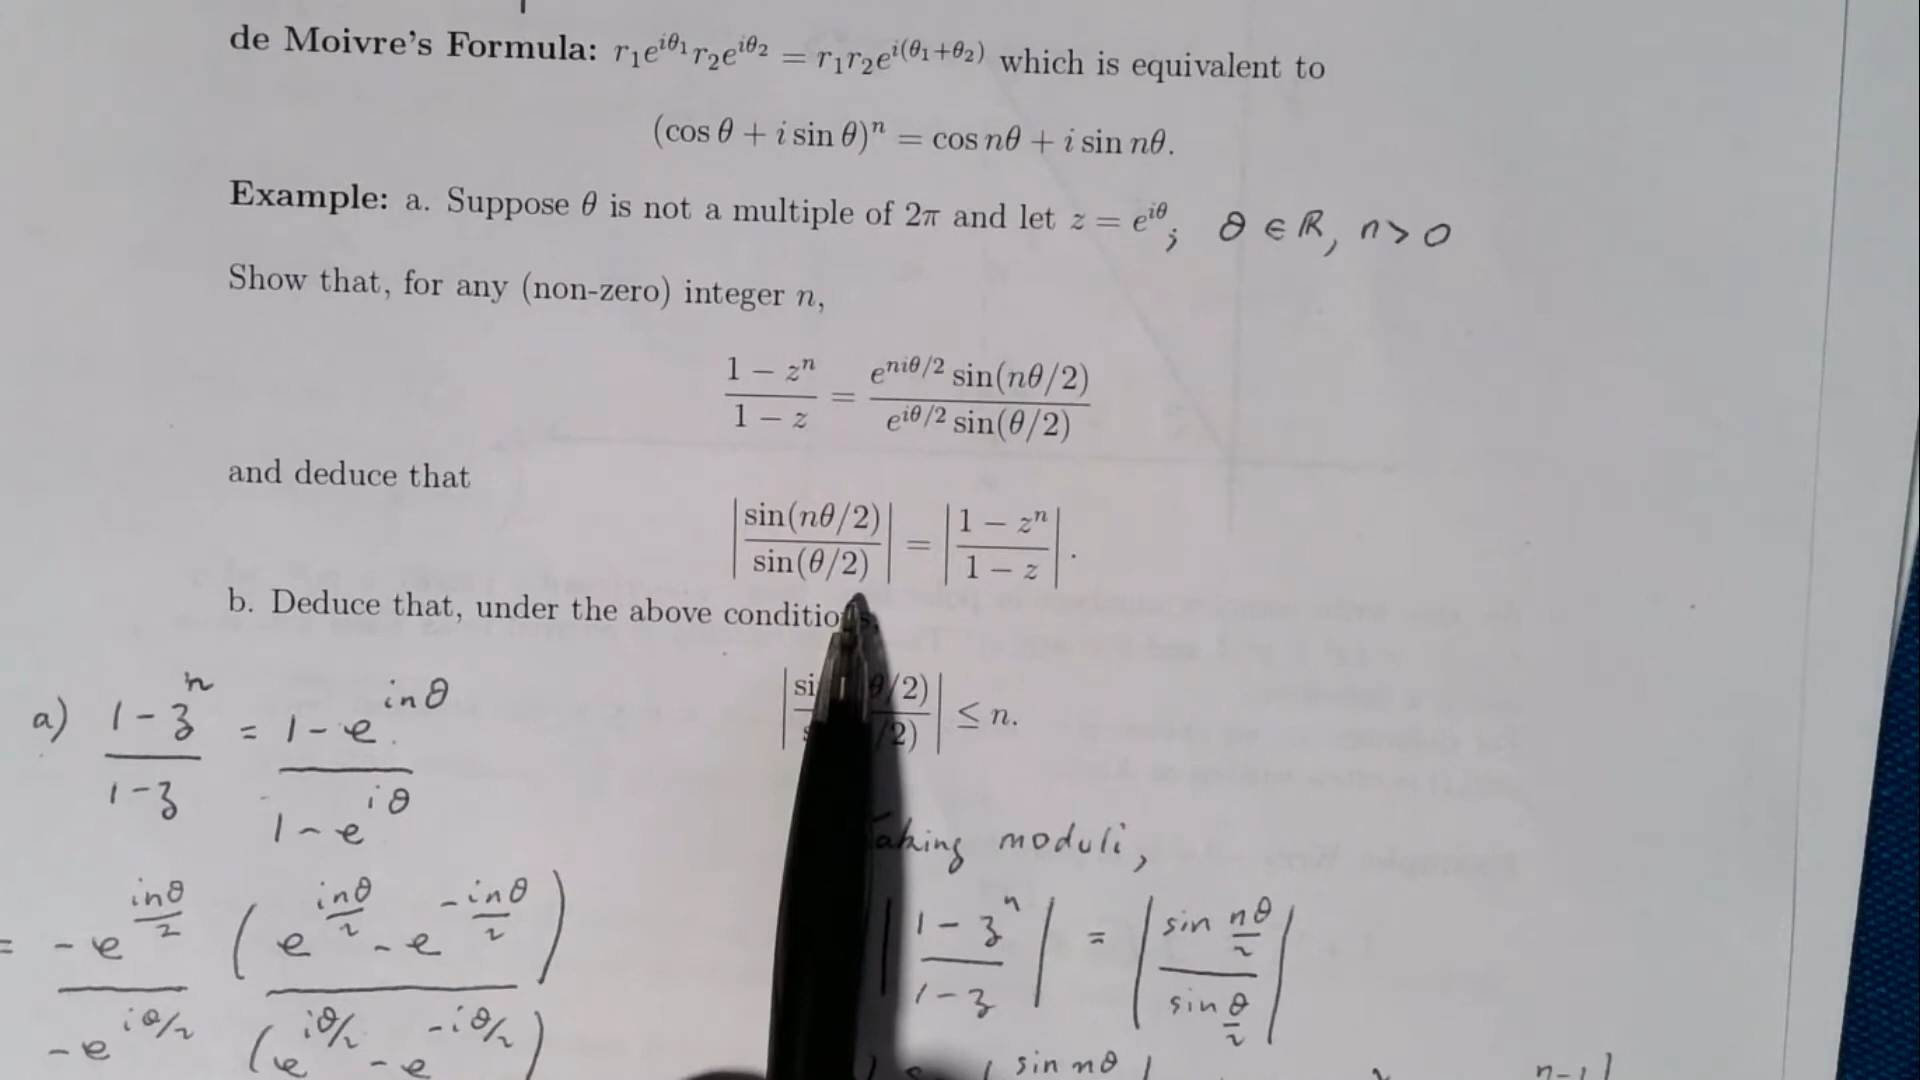 de Moivre's Formula: r₁e^{iθ₁}r₂e^{iθ₂} = r₁r₂e^{i(θ₁+θ₂)} which is equivalent to
(cos θ + i sin θ)ⁿ = cos nθ + i sin nθ.
Example: a. Suppose θ is not a multiple of 2π and let z = e^{iθ}; θ ∈ ℝ, n > 0
Show that, for any (non-zero) integer n,
(1 − zⁿ)/(1 − z) = (e^{niθ/2} sin(nθ/2))/(e^{iθ/2} sin(θ/2))
and deduce that
|sin(nθ/2)/sin(θ/2)| = |(1 − zⁿ)/(1 − z)|.
b. Deduce that, under the above
≤ n.
a) (1 − zⁿ)/(1 − z) = (1 − e^{inθ})/(1 − e^{iθ})
= (−e^{inθ/2} (e^{inθ/2} − e^{−inθ/2}))/(−e^{iθ/2} (e^{iθ/2} − e^{−iθ/2}))
Taking moduli,
|(1 − zⁿ)/(1 − z)| = |sin(nθ/2)/sin(θ/2)|
sin nθ
n−1